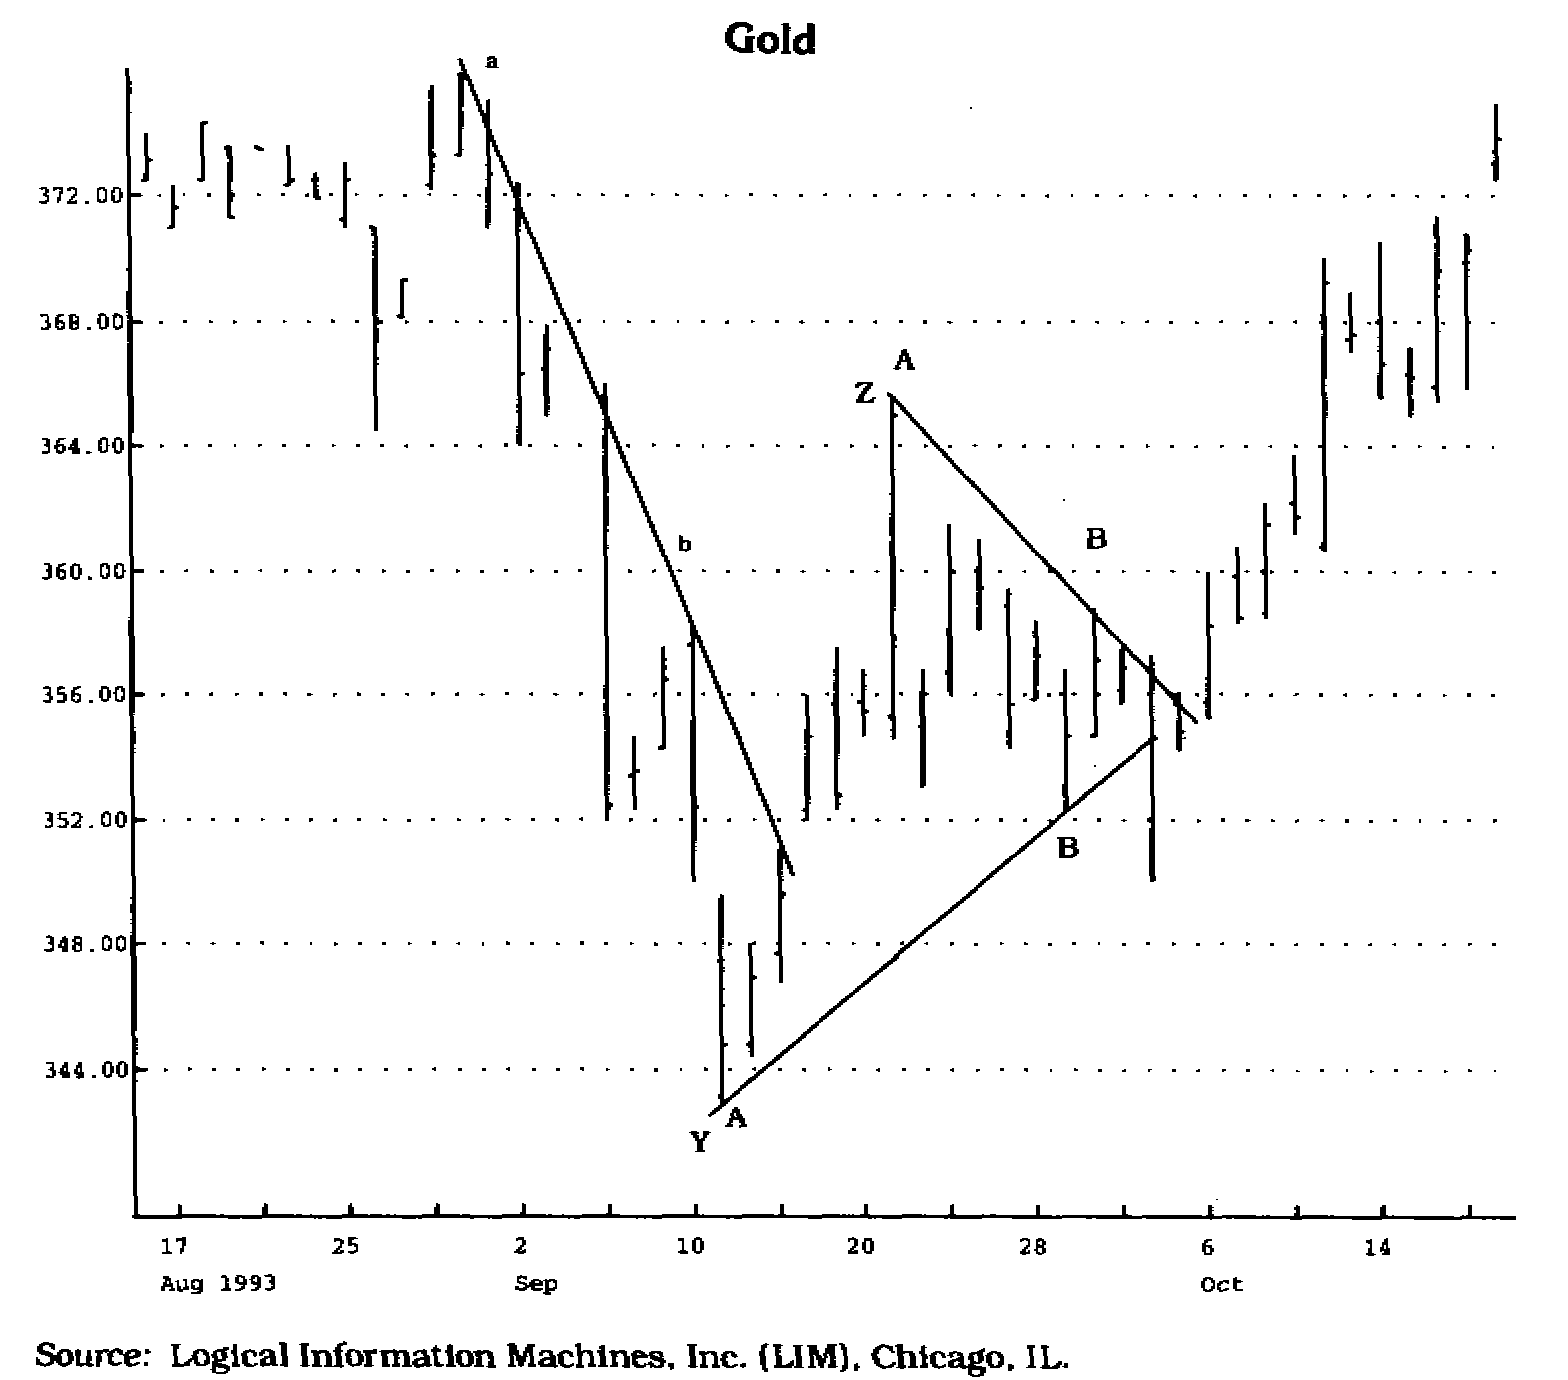 Gold
a
372.00
368.00
A
Z
364.00
B
b
360.00
356.00
352.00
B
348.00
344.00
A
Y
17 25 2 10 20 28 6 14
Aug 1993 Sep Oct
Source: Logical Information Machines, Inc. (LIM), Chicago, IL.